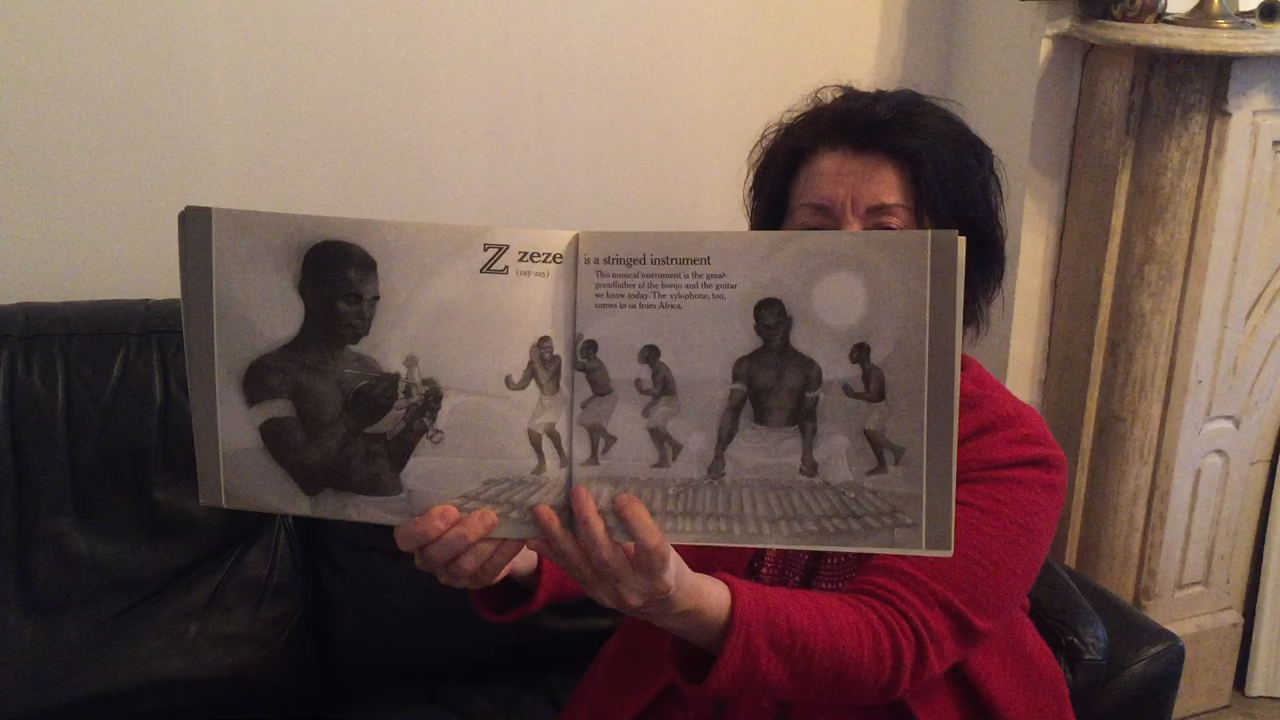 Z zeze is a stringed instrument
(zay-zay)
This musical instrument is the great-
grandfather of the banjo and the guitar
we know today. The xylophone, too,
comes to us from Africa.